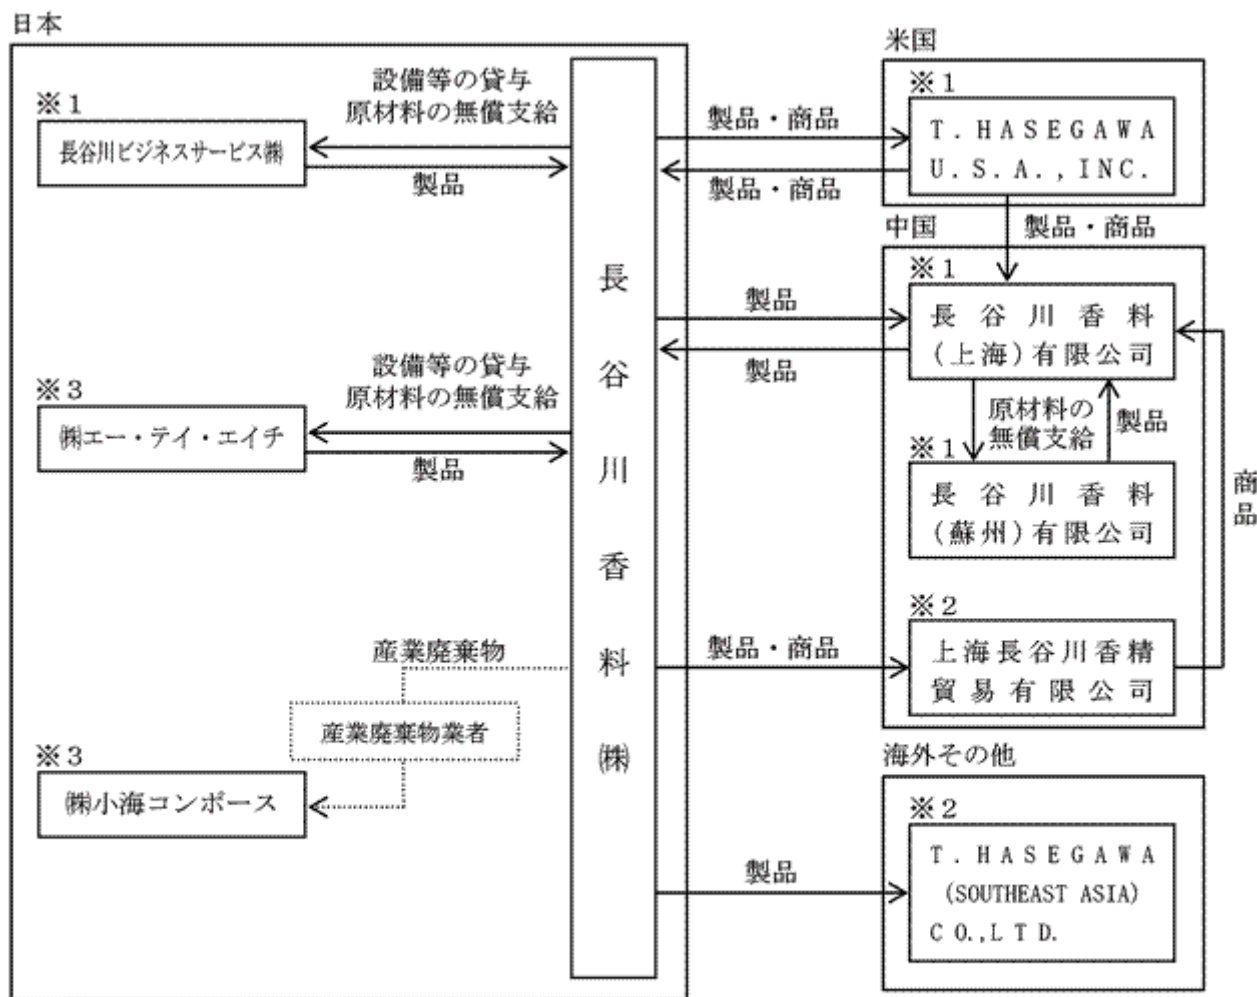 日本
※1
長谷川ビジネスサービス㈱
設備等の貸与
原材料の無償支給
製品
※3
㈱エー・テイ・エイチ
設備等の貸与
原材料の無償支給
製品
産業廃棄物
産業廃棄物業者
※3
㈱小海コンポース
長谷川香料㈱
製品・商品
製品・商品
製品
製品
製品・商品
製品
米国
※1
T.HASEGAWA
U.S.A.,INC.
製品・商品
中国
※1
長谷川香料
(上海)有限公司
原材料の
無償支給
製品
※1
長谷川香料
(蘇州)有限公司
商品
※2
上海長谷川香精
貿易有限公司
海外その他
※2
T.HASEGAWA
(SOUTHEAST ASIA)
CO.,LTD.